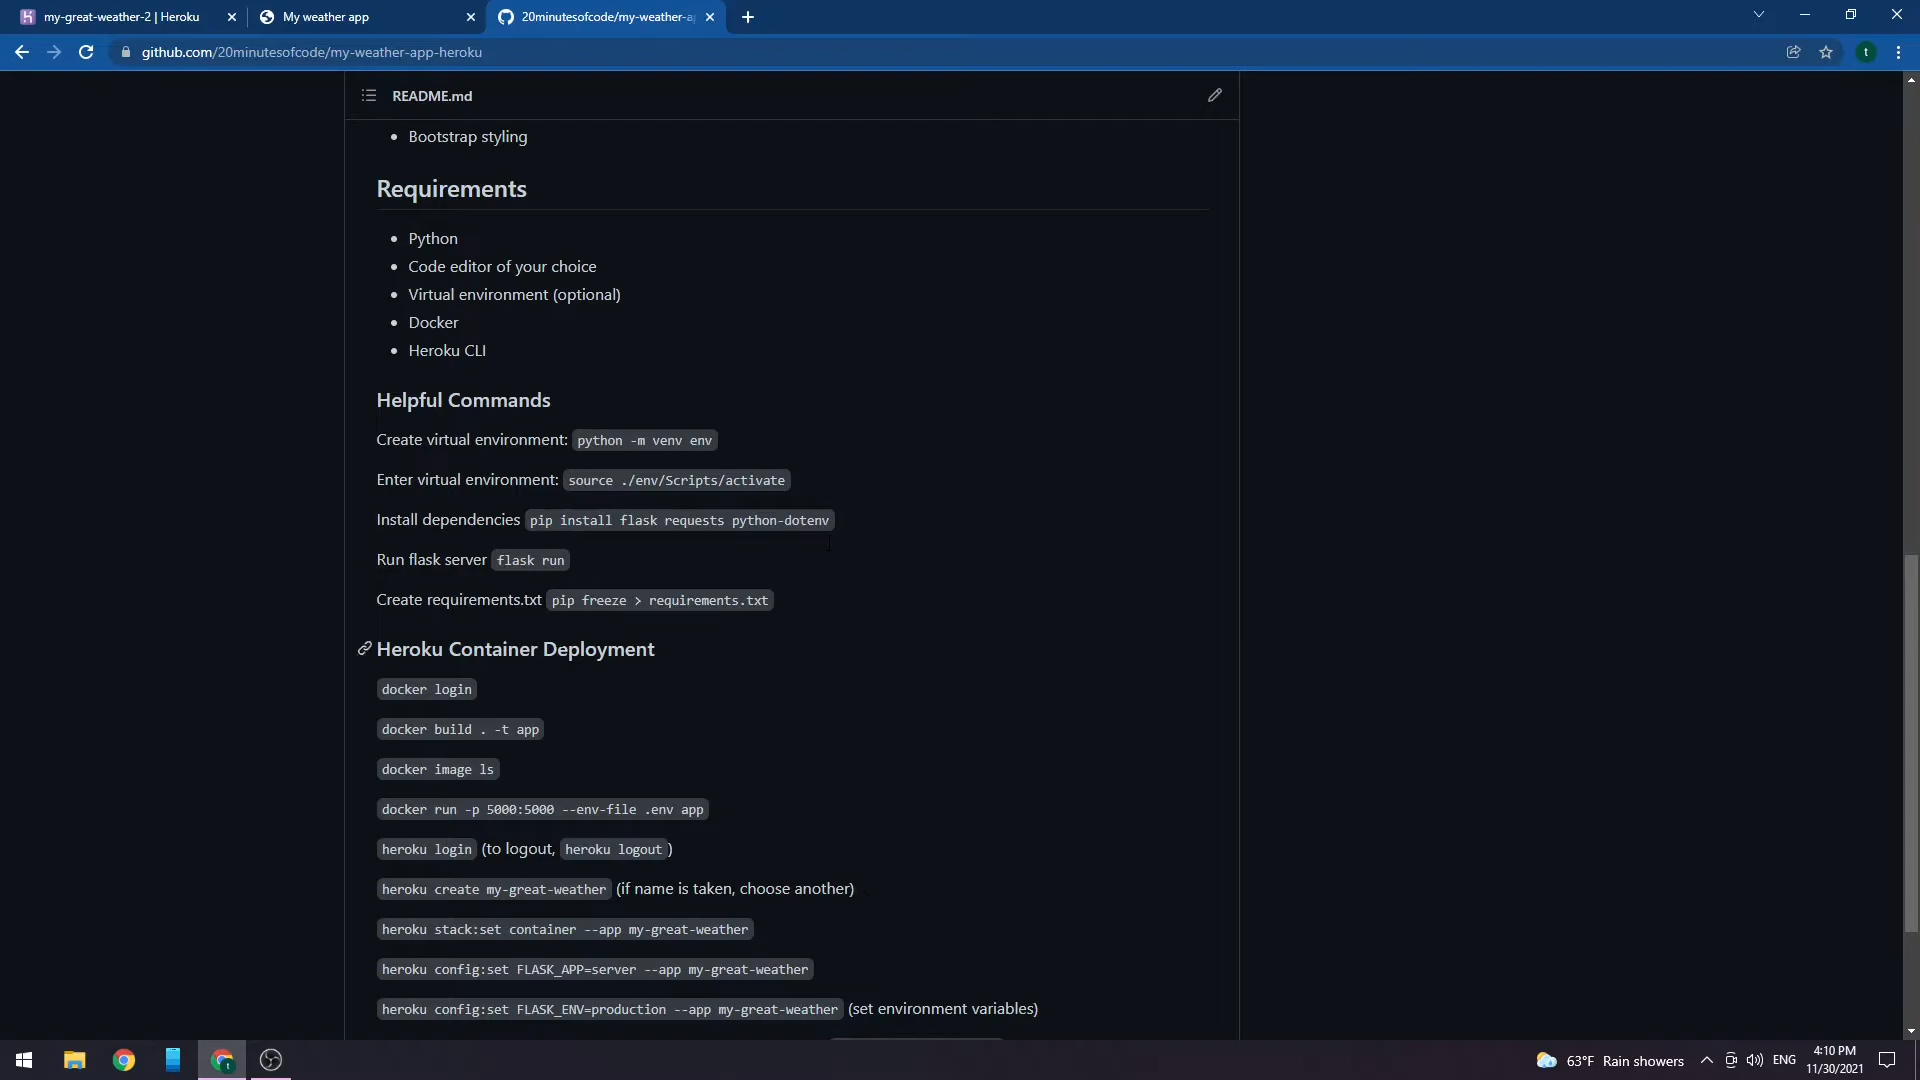 my-great-weather-2 | Heroku
My weather app
20minutesofcode/my-weather-a
github.com/20minutesofcode/my-weather-app-heroku
t
README.md
Bootstrap styling
Requirements
Python
Code editor of your choice
Virtual environment (optional)
Docker
Heroku CLI
Helpful Commands
Create virtual environment: python -m venv env
Enter virtual environment: source ./env/Scripts/activate
Install dependencies pip install flask requests python-dotenv
Run flask server flask run
Create requirements.txt pip freeze > requirements.txt
Heroku Container Deployment
docker login
docker build . -t app
docker image ls
docker run -p 5000:5000 --env-file .env app
heroku login (to logout, heroku logout)
heroku create my-great-weather (if name is taken, choose another)
heroku stack:set container --app my-great-weather
heroku config:set FLASK_APP=server --app my-great-weather
heroku config:set FLASK_ENV=production --app my-great-weather (set environment variables)
63°F Rain showers
ENG
4:10 PM
11/30/2021